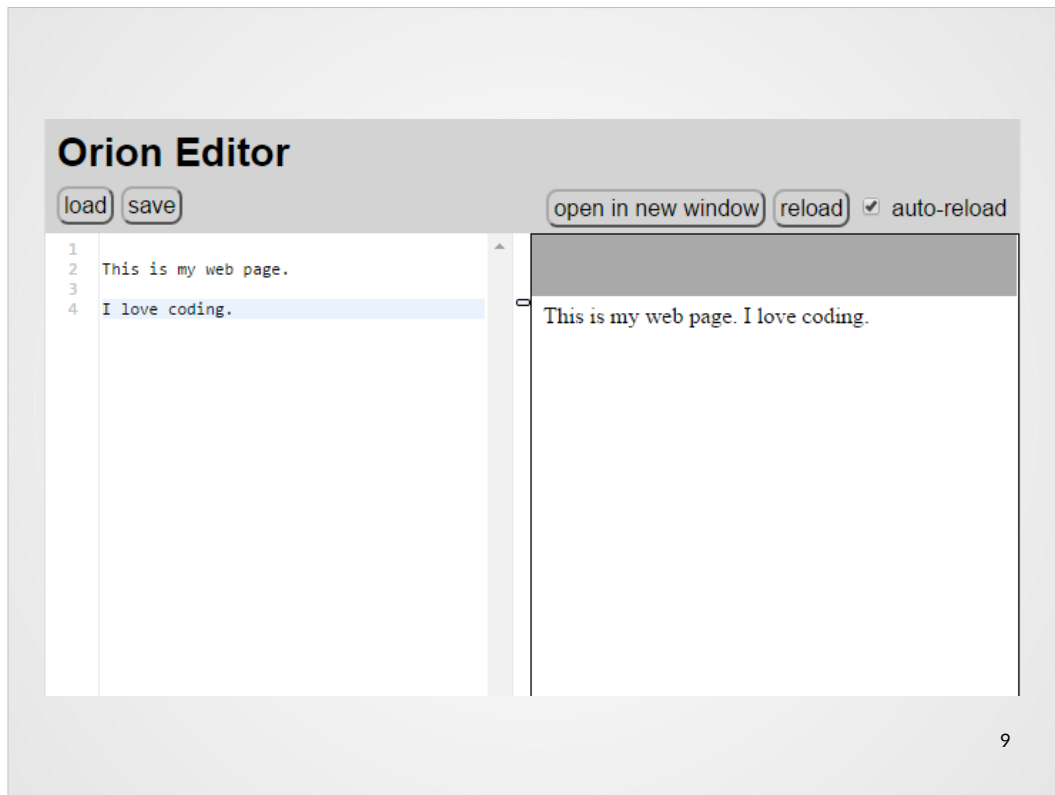 Orion Editor
load save open in new window reload auto-reload
1
2 This is my web page.
3
4 I love coding.
This is my web page. I love coding.
9